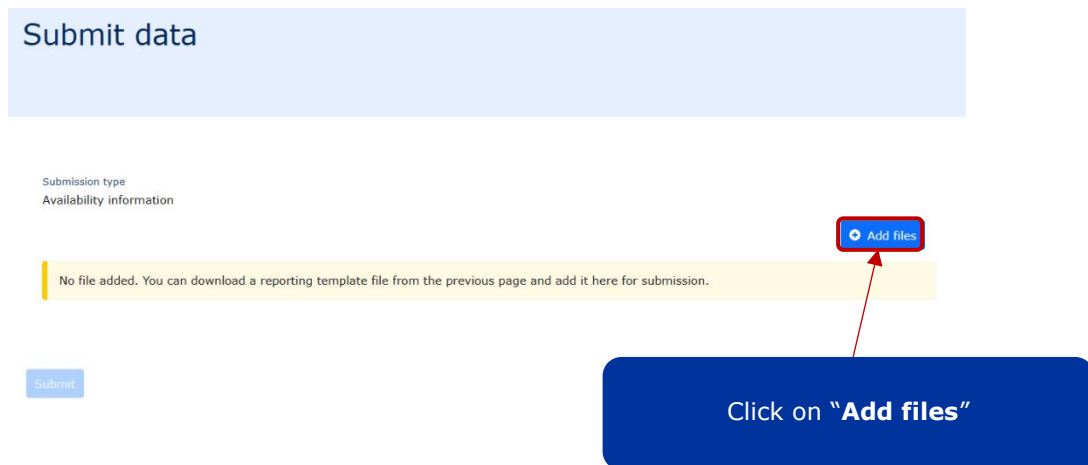 Submit data
Submission type
Availability information
Add files
No file added. You can download a reporting template file from the previous page and add it here for submission.
Submit
Click on “Add files”